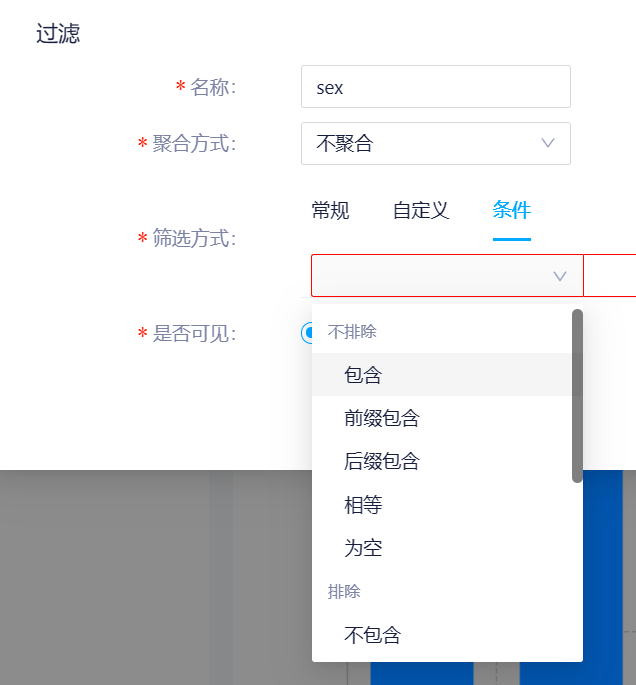 过滤
* 名称：
sex
* 聚合方式：
不聚合
常规
自定义
条件
* 筛选方式：
* 是否可见：
不排除
包含
前缀包含
后缀包含
相等
为空
排除
不包含